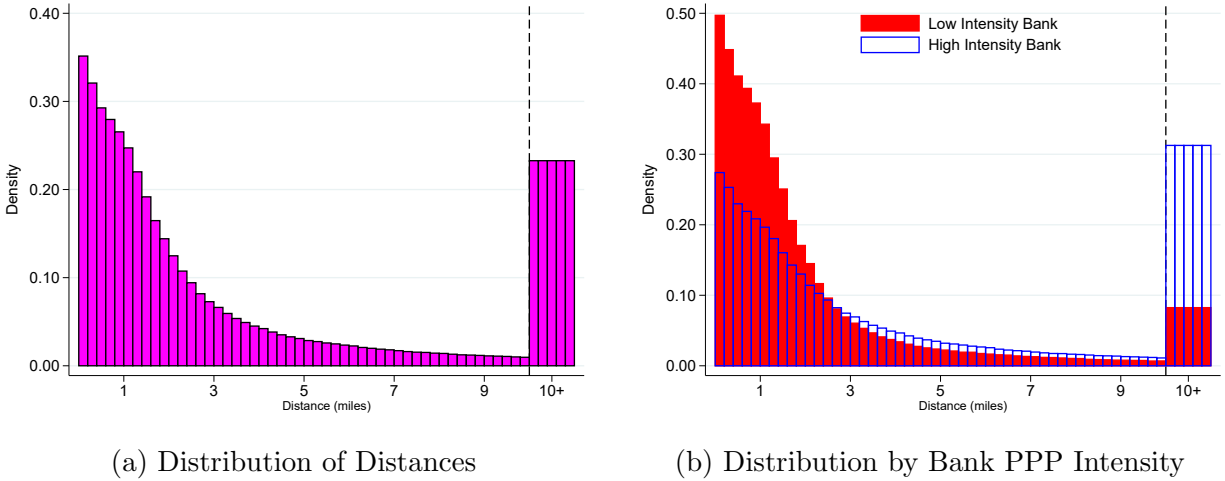 0.40
0.30
0.20
0.10
0.00
Density
1 3 5 7 9 10+
Distance (miles)
(a) Distribution of Distances
0.50
0.40
0.30
0.20
0.10
0.00
Density
Low Intensity Bank
High Intensity Bank
1 3 5 7 9 10+
Distance (miles)
(b) Distribution by Bank PPP Intensity